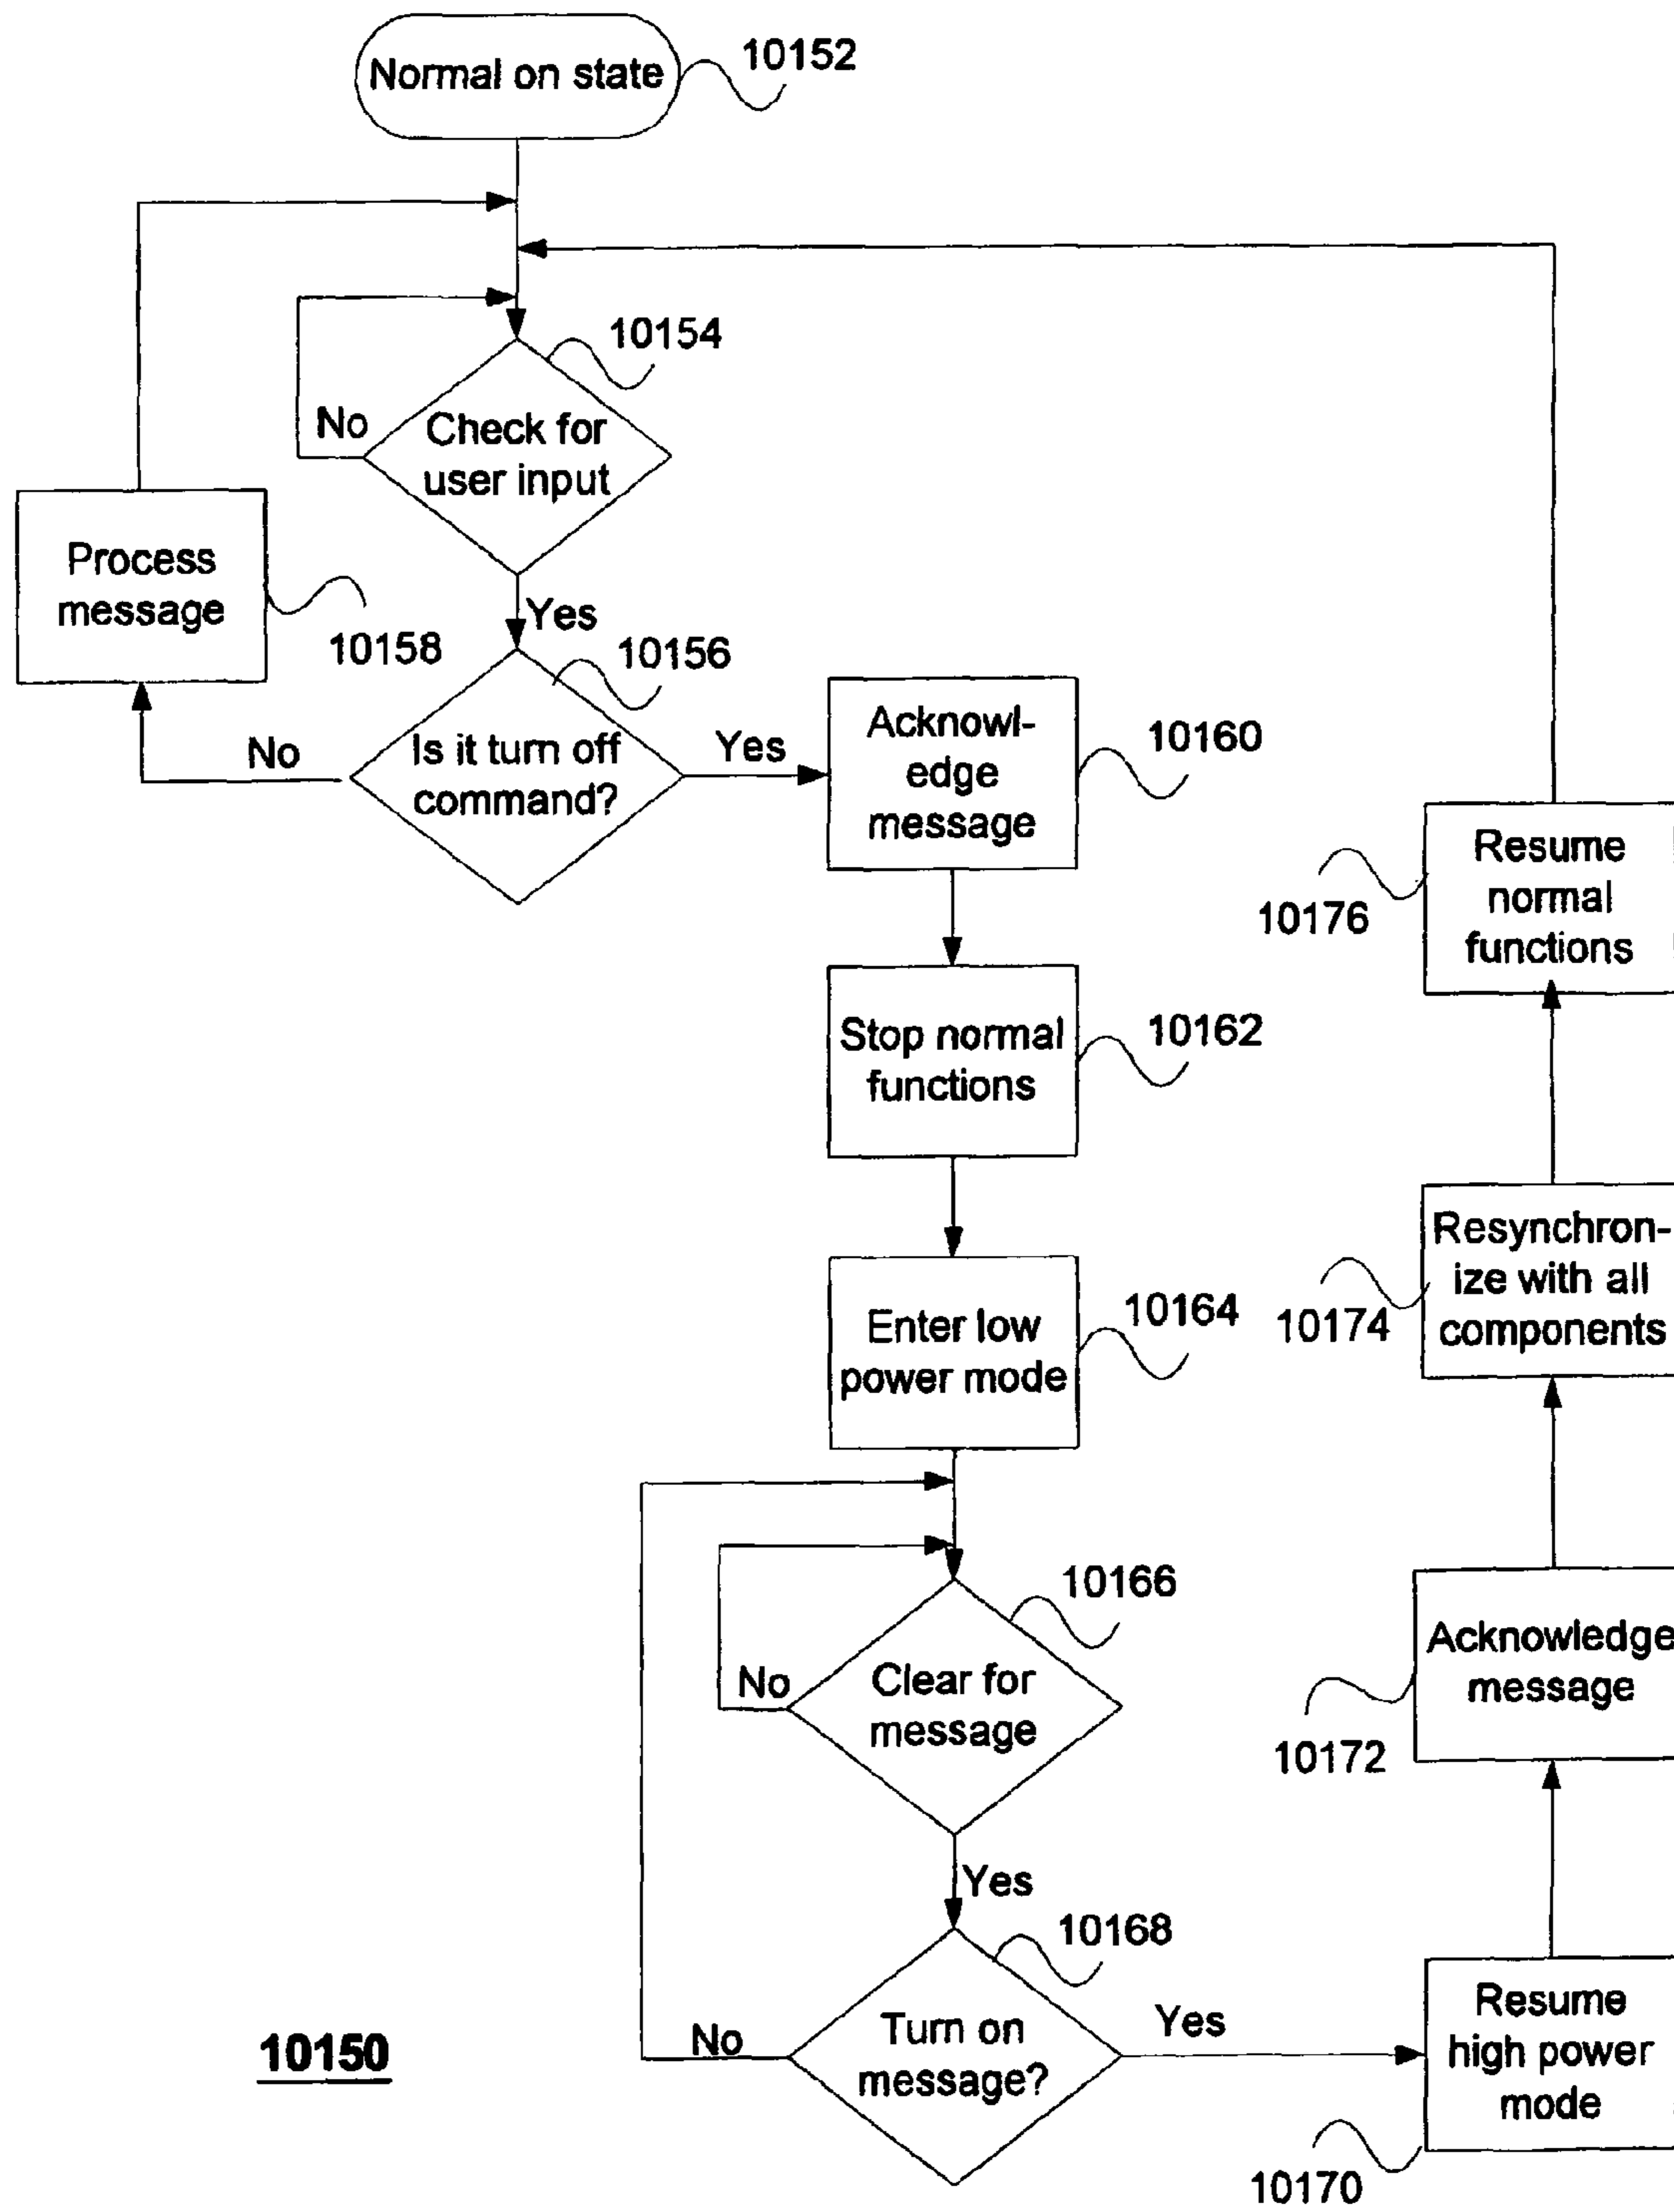 Normal on state
10152
10154
No
Check for
user input
Process
message
10158
Yes
10156
Is it turn off
command?
No
Yes
Acknowl-
edge
message
10160
Stop normal
functions
10162
Enter low
power mode
10164
10166
No
Clear for
message
Yes
10168
No
Turn on
message?
Yes
Resume
high power
mode
10170
Acknowledge
message
10172
Resynchron-
ize with all
components
10174
Resume
normal
functions
10176
10150